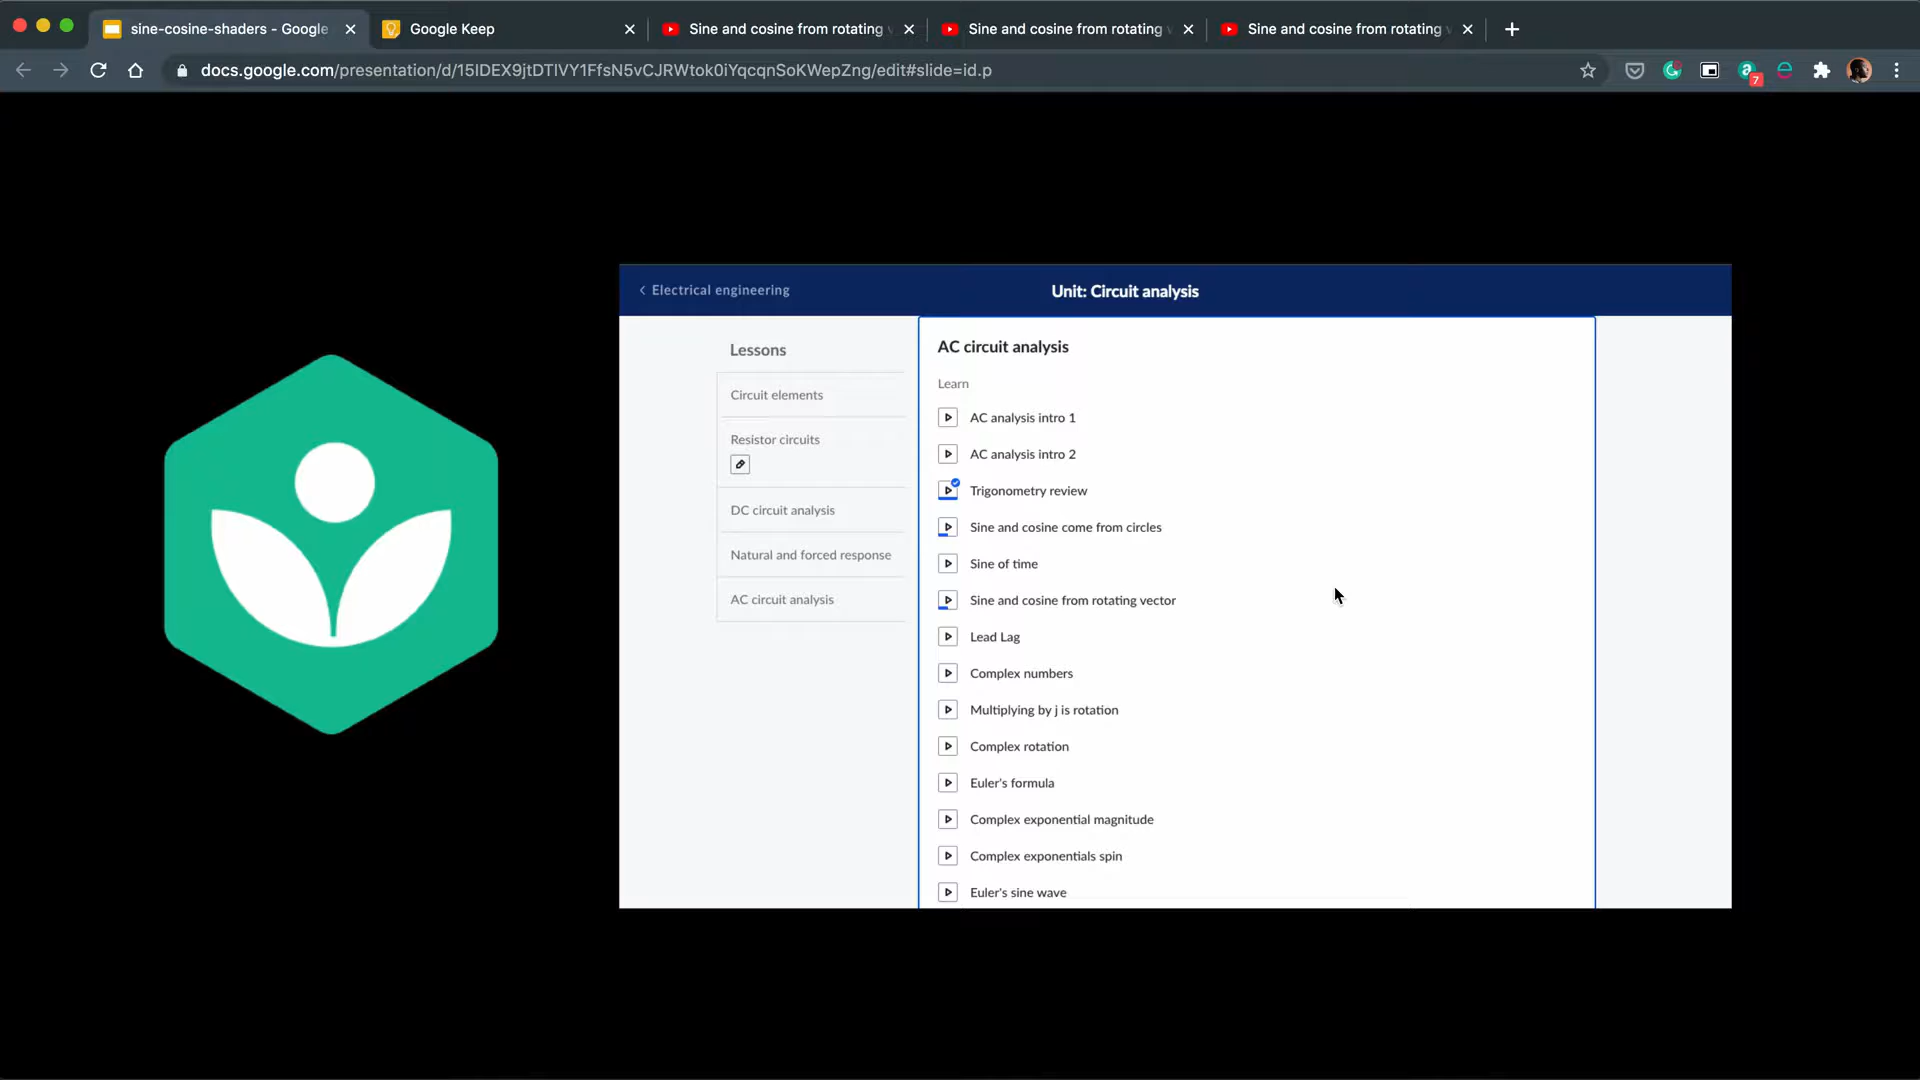 sine-cosine-shaders - Google
Google Keep
Sine and cosine from rotating v
Sine and cosine from rotating v
Sine and cosine from rotating v
docs.google.com/presentation/d/15IDEX9jtDTlVY1FfsN5vCJRWtok0iYqcqnSoKWepZng/edit#slide=id.p
7
Electrical engineering
Unit: Circuit analysis
Lessons
Circuit elements
Resistor circuits
DC circuit analysis
Natural and forced response
AC circuit analysis
AC circuit analysis
Learn
AC analysis intro 1
AC analysis intro 2
Trigonometry review
Sine and cosine come from circles
Sine of time
Sine and cosine from rotating vector
Lead Lag
Complex numbers
Multiplying by j is rotation
Complex rotation
Euler's formula
Complex exponential magnitude
Complex exponentials spin
Euler's sine wave